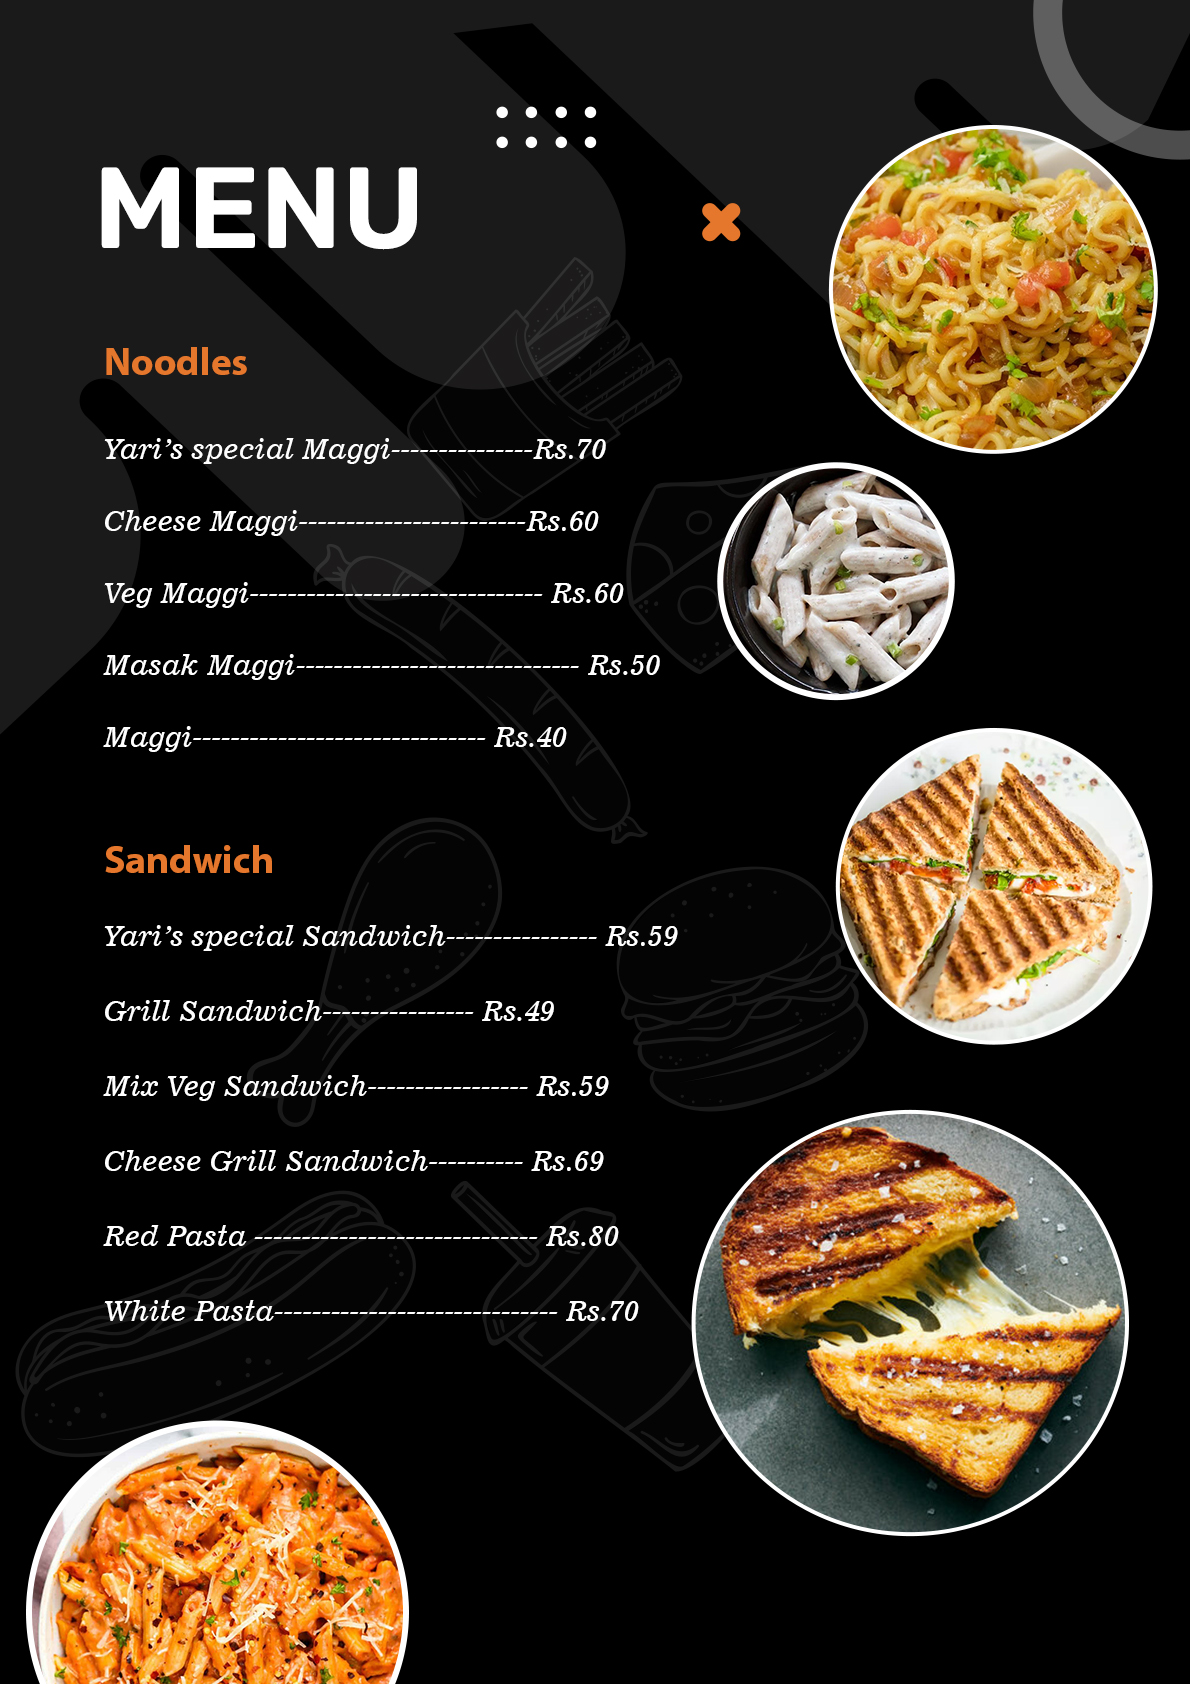 MENU
Noodles
Yari’s special Maggi---------------Rs.70
Cheese Maggi------------------------Rs.60
Veg Maggi------------------------------- Rs.60
Masak Maggi------------------------------ Rs.50
Maggi------------------------------- Rs.40
Sandwich
Yari’s special Sandwich---------------- Rs.59
Grill Sandwich---------------- Rs.49
Mix Veg Sandwich----------------- Rs.59
Cheese Grill Sandwich---------- Rs.69
Red Pasta ------------------------------ Rs.80
White Pasta------------------------------ Rs.70